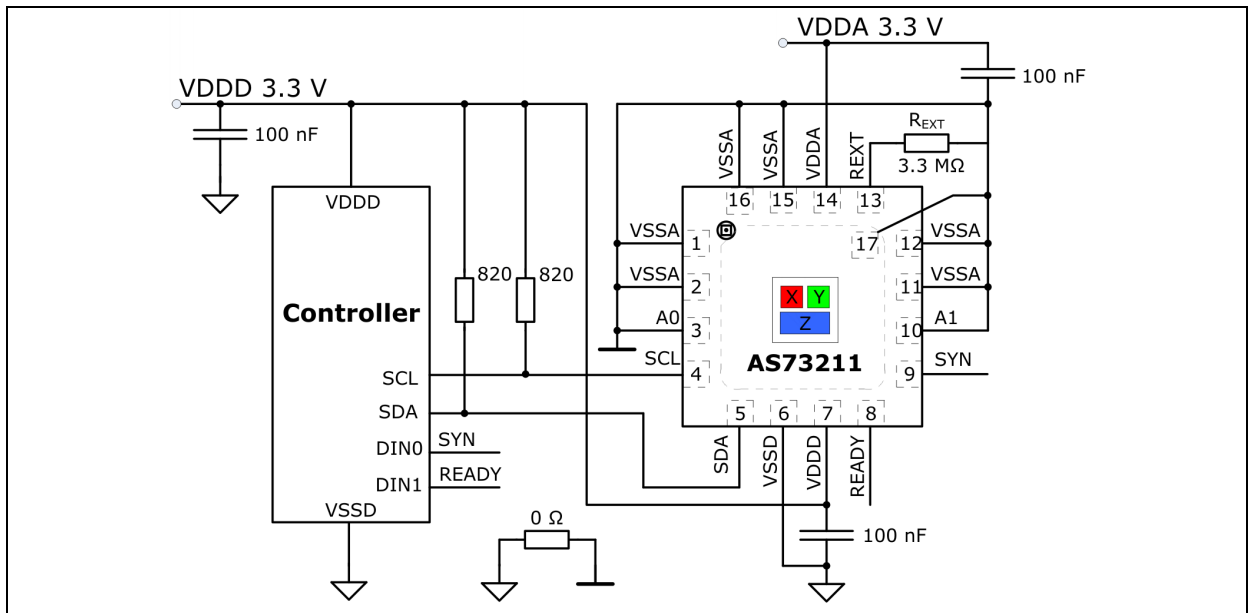 VDDA 3.3 V
100 nF
VDDD 3.3 V
100 nF
VSSA
VSSA
VDDA
REXT
R_EXT
3.3 MΩ
VDDD
16
15
14
13
VSSA
1
17
12
VSSA
VSSA
2
11
VSSA
820
820
X
Y
Z
Controller
A0
3
10
A1
SCL
4
AS73211
9
SYN
SCL
SDA
5
6
7
8
DIN0
SYN
DIN1
READY
SDA
VSSD
VDDD
READY
VSSD
0 Ω
100 nF